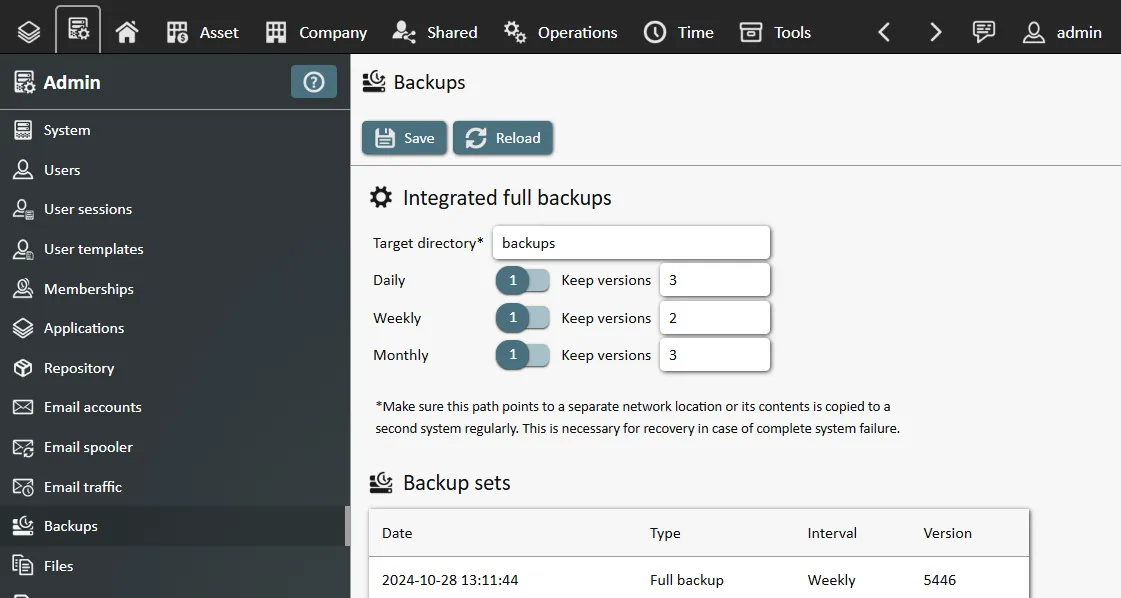 Asset Company Shared Operations Time Tools admin
Admin ?
System
Users
User sessions
User templates
Memberships
Applications
Repository
Email accounts
Email spooler
Email traffic
Backups
Files
Backups
Save Reload
Integrated full backups
Target directory* backups
Daily 1 Keep versions 3
Weekly 1 Keep versions 2
Monthly 1 Keep versions 3
*Make sure this path points to a separate network location or its contents is copied to a
second system regularly. This is necessary for recovery in case of complete system failure.
Backup sets
Date Type Interval Version
2024-10-28 13:11:44 Full backup Weekly 5446